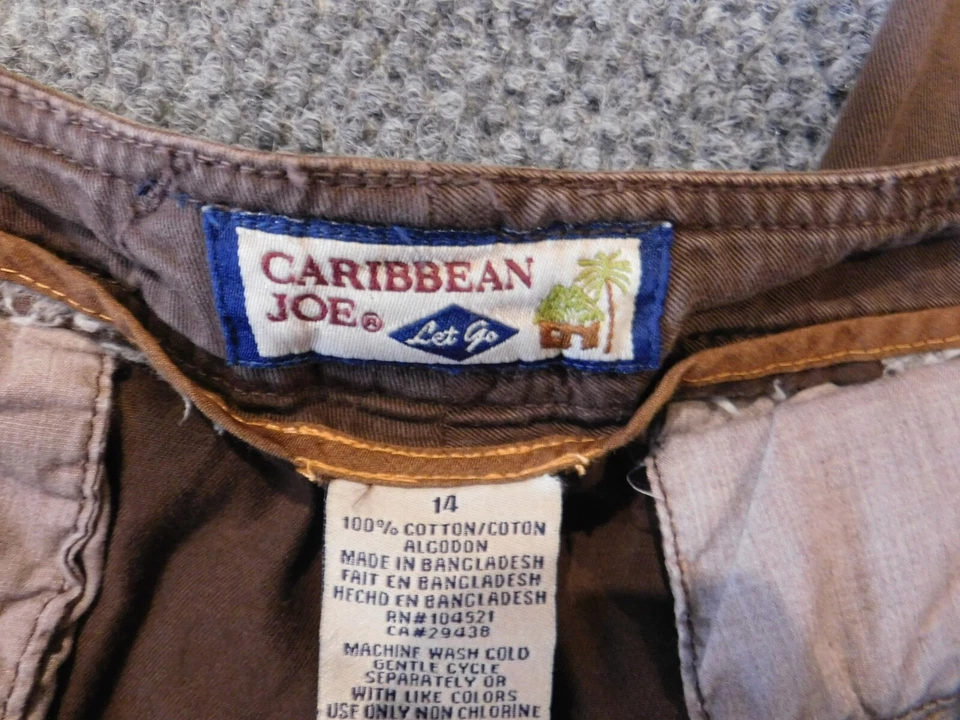 CARIBBEAN
JOE®
Let Go
14
100% COTTON/COTON
ALGODON
MADE IN BANGLADESH
FAIT EN BANGLADESH
HECHO EN BANGLADESH
RN#104521
CA#29438
MACHINE WASH COLD
GENTLE CYCLE
SEPARATELY OR
WITH LIKE COLORS
USE ONLY NON CHLORINE